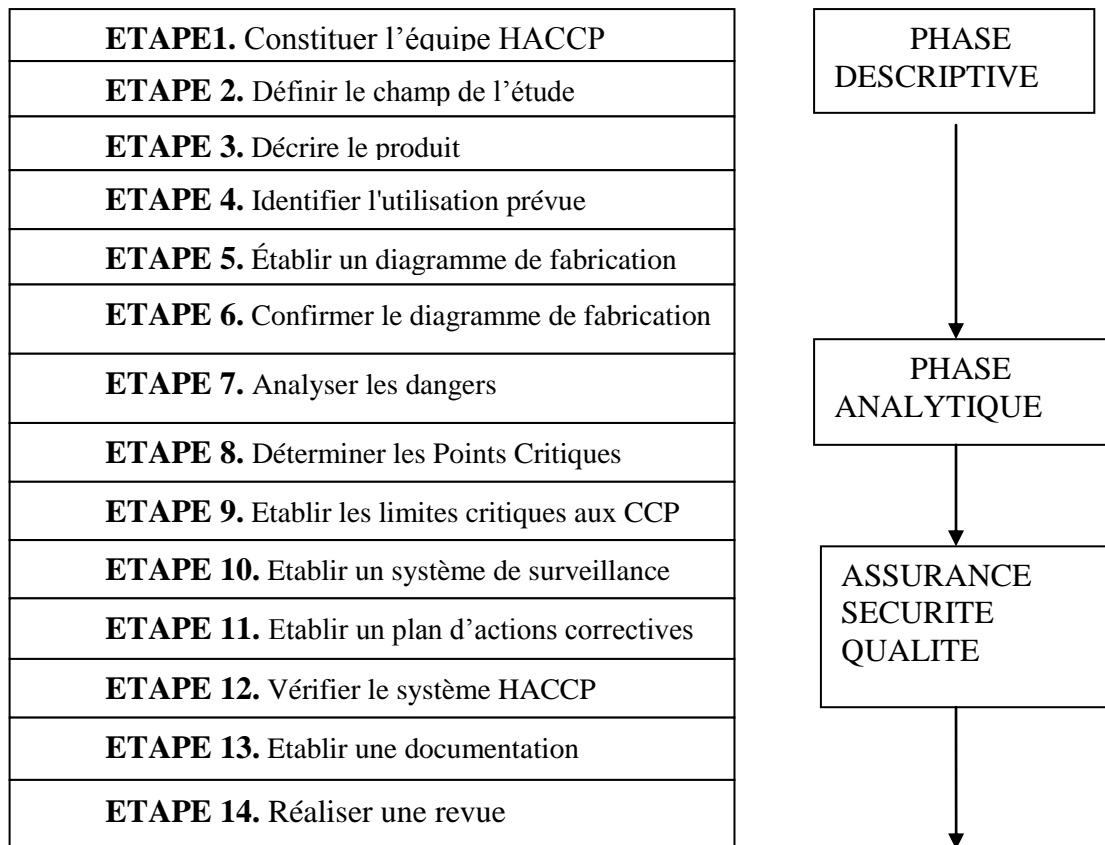 ETAPE1. Constituer l’équipe HACCP
ETAPE 2. Définir le champ de l’étude
ETAPE 3. Décrire le produit
ETAPE 4. Identifier l'utilisation prévue
ETAPE 5. Établir un diagramme de fabrication
ETAPE 6. Confirmer le diagramme de fabrication
ETAPE 7. Analyser les dangers
ETAPE 8. Déterminer les Points Critiques
ETAPE 9. Etablir les limites critiques aux CCP
ETAPE 10. Etablir un système de surveillance
ETAPE 11. Etablir un plan d’actions correctives
ETAPE 12. Vérifier le système HACCP
ETAPE 13. Etablir une documentation
ETAPE 14. Réaliser une revue
PHASE
DESCRIPTIVE
PHASE
ANALYTIQUE
ASSURANCE
SECURITE
QUALITE